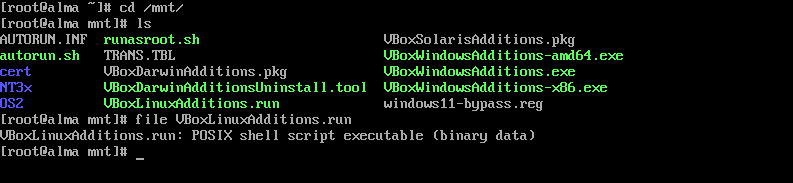 [root@alma ~]# cd /mnt/
[root@alma mnt]# ls
AUTORUN.INF  runasroot.sh                    VBoxSolarisAdditions.pkg
autorun.sh   TRANS.TBL                       VBoxWindowsAdditions-amd64.exe
cert         VBoxDarwinAdditions.pkg         VBoxWindowsAdditions.exe
NT3x         VBoxDarwinAdditionsUninstall.tool  VBoxWindowsAdditions-x86.exe
OS2          VBoxLinuxAdditions.run          windows11-bypass.reg
[root@alma mnt]# file VBoxLinuxAdditions.run
VBoxLinuxAdditions.run: POSIX shell script executable (binary data)
[root@alma mnt]# _